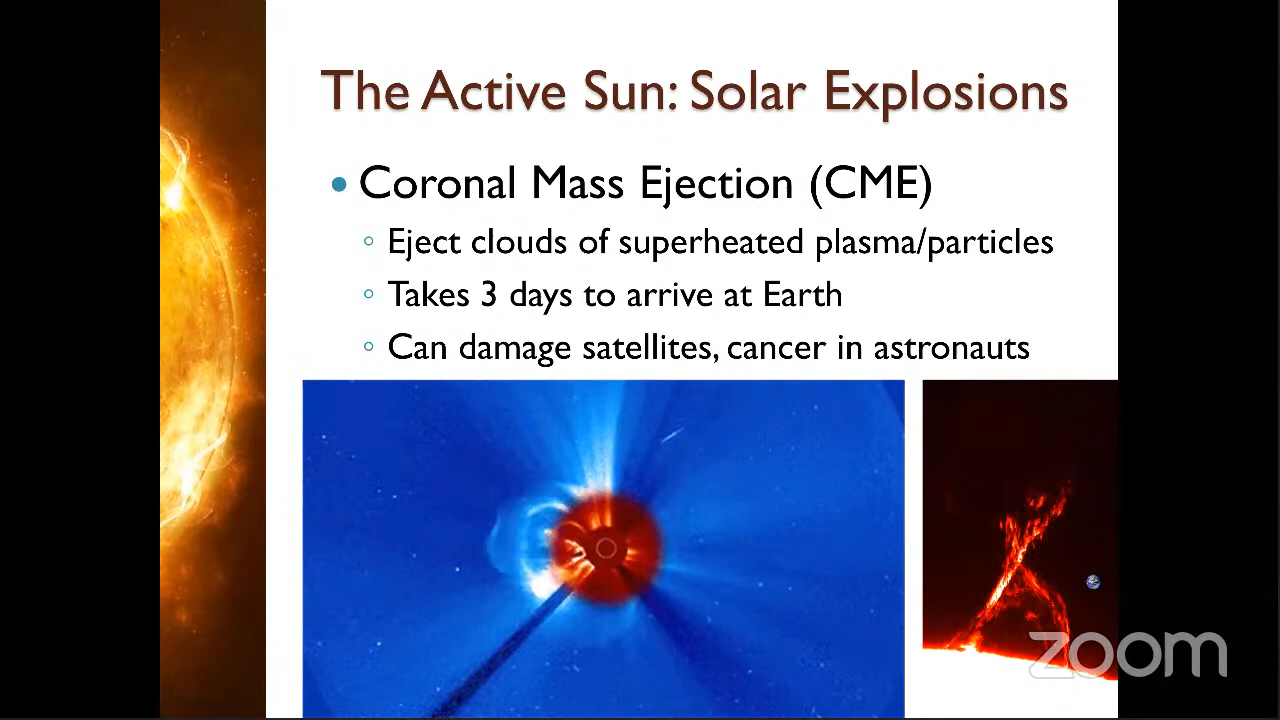 The Active Sun: Solar Explosions
Coronal Mass Ejection (CME)
Eject clouds of superheated plasma/particles
Takes 3 days to arrive at Earth
Can damage satellites, cancer in astronauts
zoom